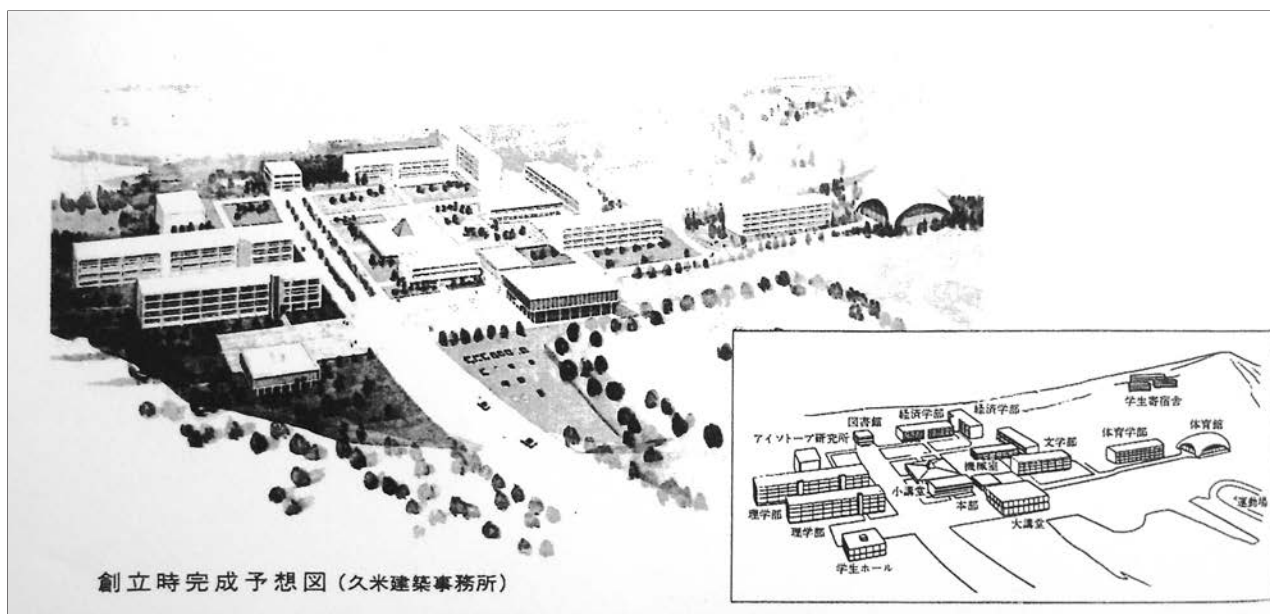 創立時完成予想図(久米建築事務所)
学生寄宿舎
経済学部
経済学部
図書館
アイソトープ研究所
文学部
体育学部
体育館
機械室
小講堂
本部
大講堂
運動場
理学部
理学部
学生ホール